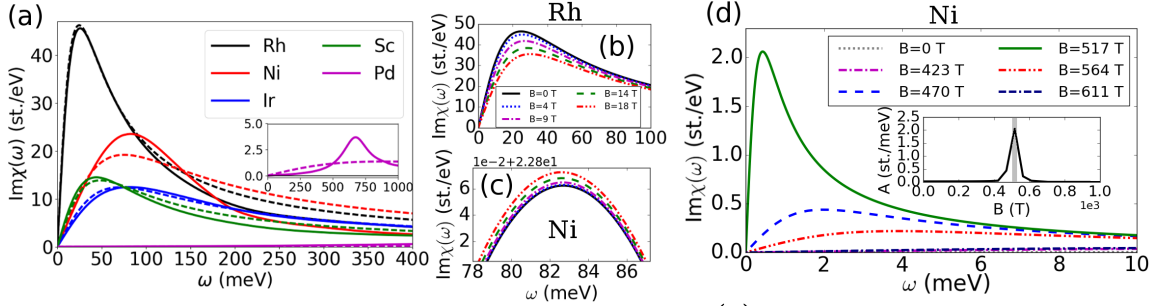 (a)
Imχ(ω) (st./eV)
40
30
20
10
0
Rh
Ni
Ir
Sc
Pd
5.0
2.5
0.0
0 250 500 750 1000
0 50 100 150 200 250 300 350 400
ω (meV)
Rh
(b)
Imχ(ω) (st./eV)
50
40
30
20
10
0
B=0 T
B=4 T
B=9 T
B=14 T
B=18 T
0 20 40 60 80 100
1e−2+2.28e1
(c)
Imχ(ω) (st./eV)
6
4
2
Ni
78 80 82 84 86
ω (meV)
(d)
Ni
Imχ(ω) (st./eV)
2.0
1.5
1.0
0.5
0.0
B=0 T
B=423 T
B=470 T
B=517 T
B=564 T
B=611 T
A (st./meV)
2.5
2.0
1.5
1.0
0.5
0.0
0.0 0.2 0.4 0.6 0.8 1.0
B (T)
1e3
0 2 4 6 8 10
ω (meV)